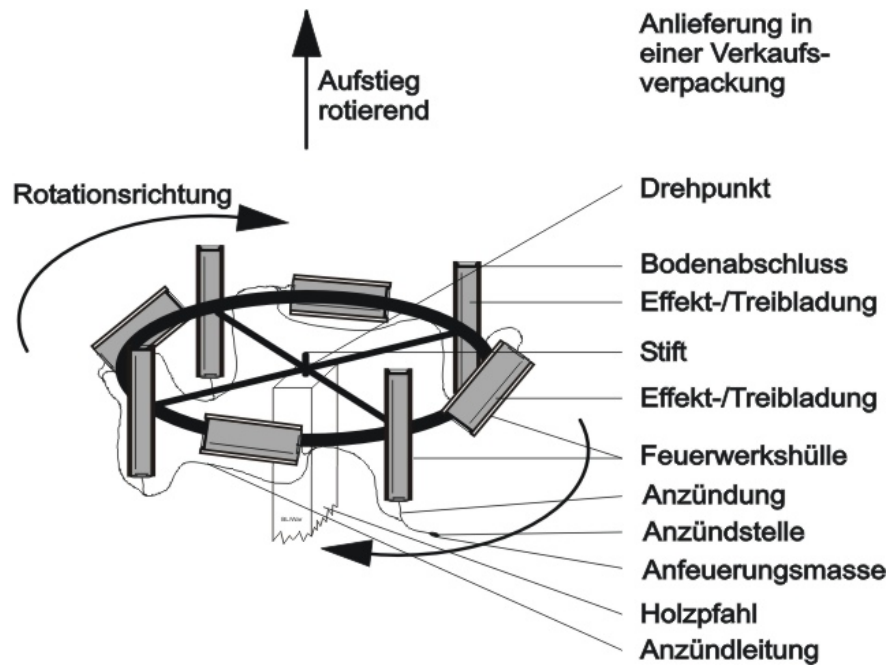 Anlieferung in
einer Verkaufs-
verpackung
Aufstieg
rotierend
Rotationsrichtung
Drehpunkt
Bodenabschluss
Effekt-/Treibladung
Stift
Effekt-/Treibladung
Feuerwerkshülle
Anzündung
Anzündstelle
Anfeuerungsmasse
Holzpfahl
Anzündleitung